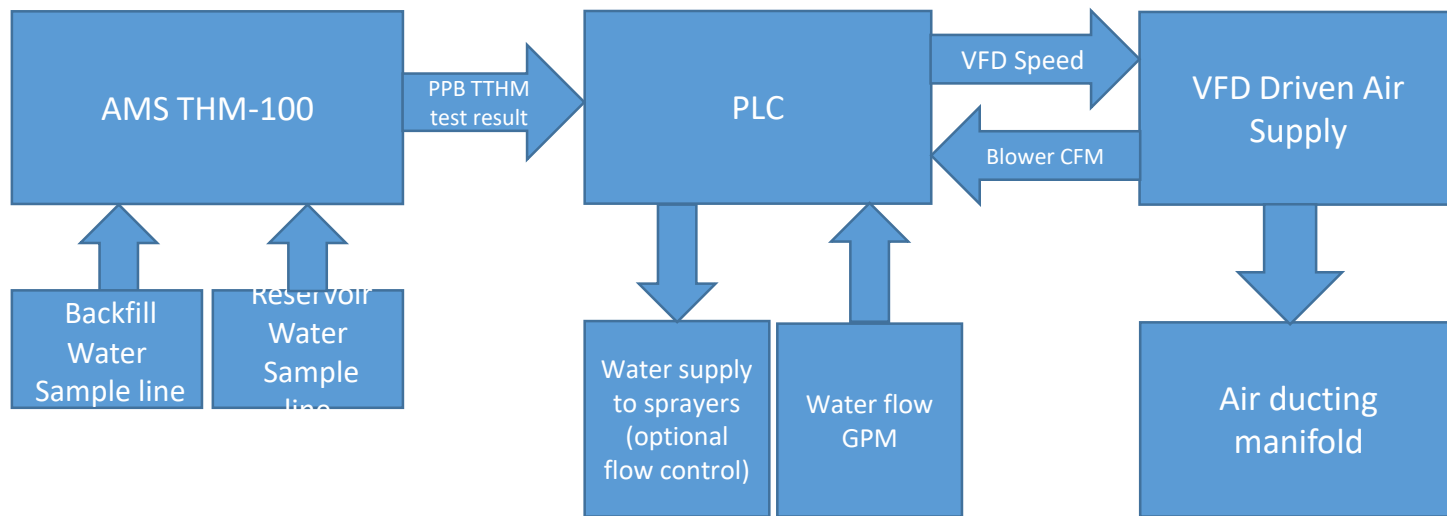 AMS THM-100
PPB TTHM
test result
PLC
VFD Speed
Blower CFM
VFD Driven Air
Supply
Backfill
Water
Sample line
Reservoir
Water
Sample
line
Water supply
to sprayers
(optional
flow control)
Water flow
GPM
Air ducting
manifold